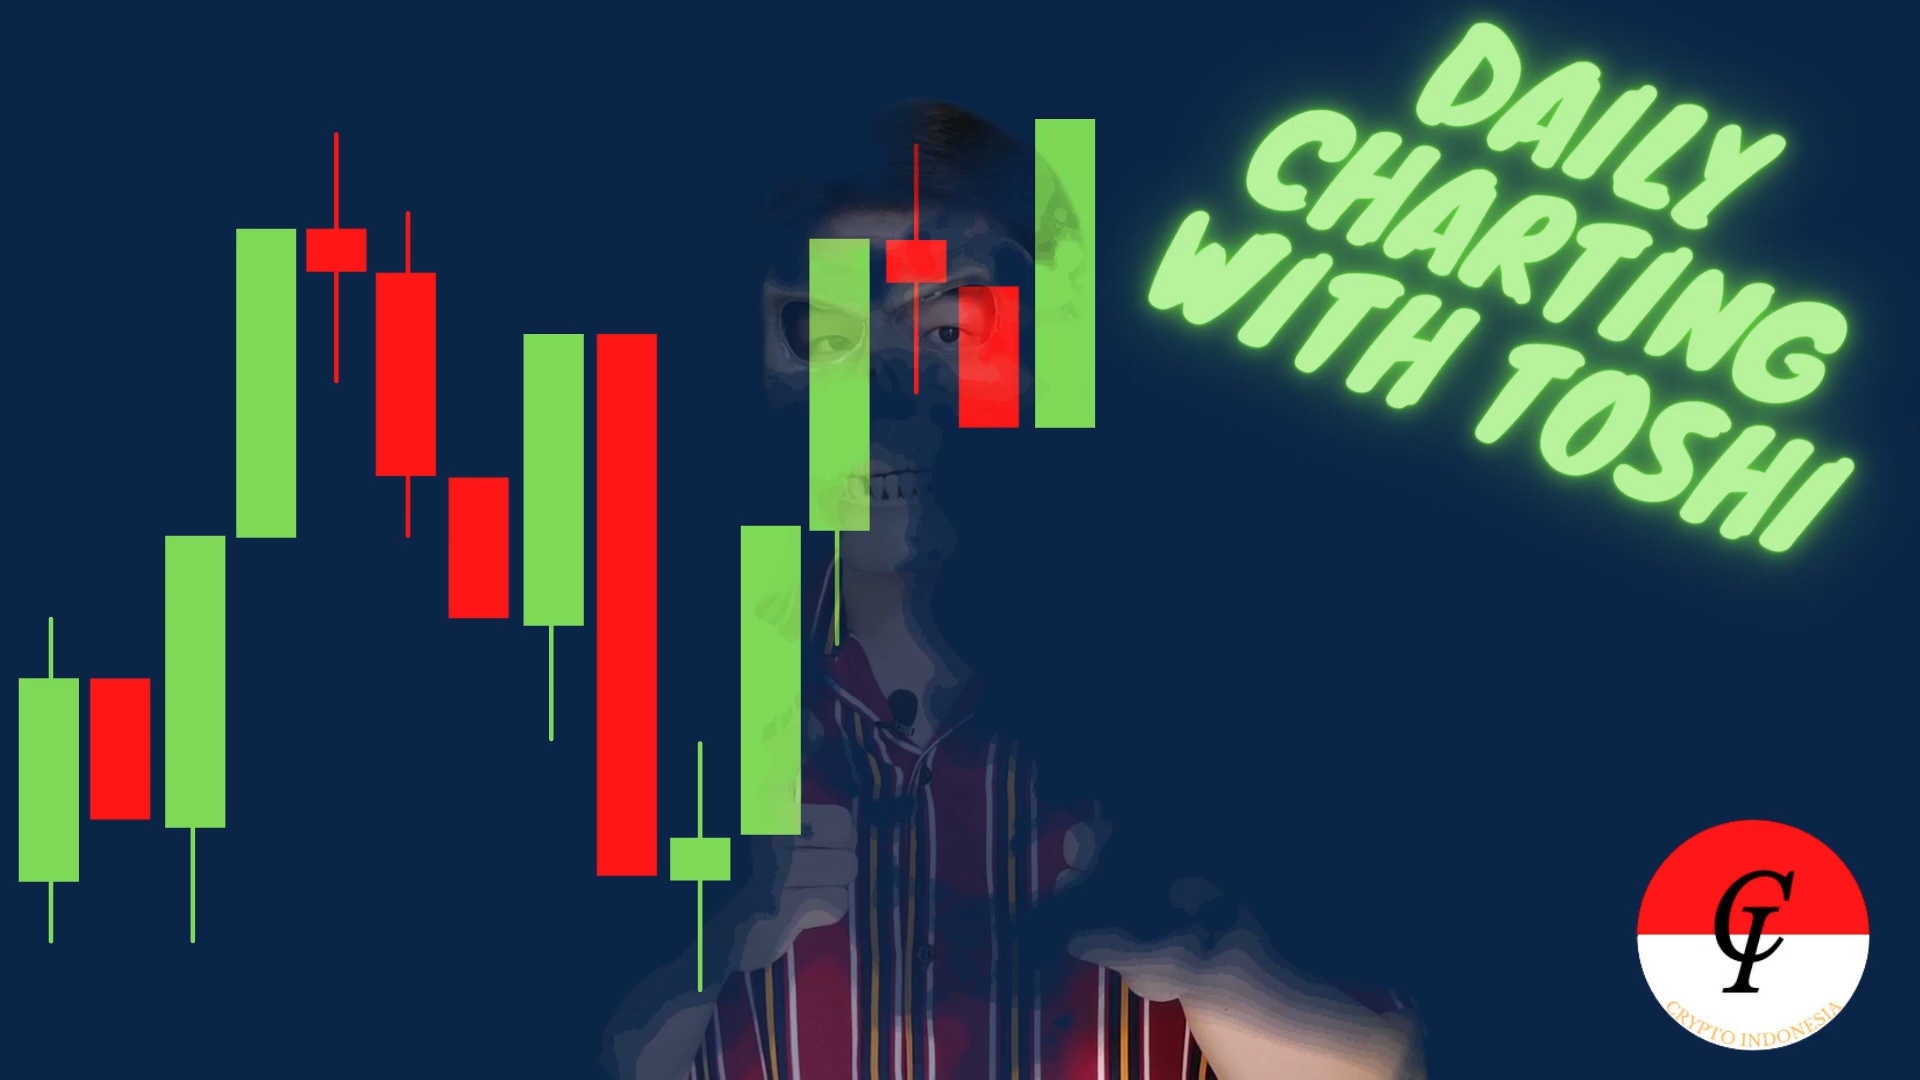 DAILY
CHARTING
WITH TOSHI
CI
CRYPTO INDONESIA